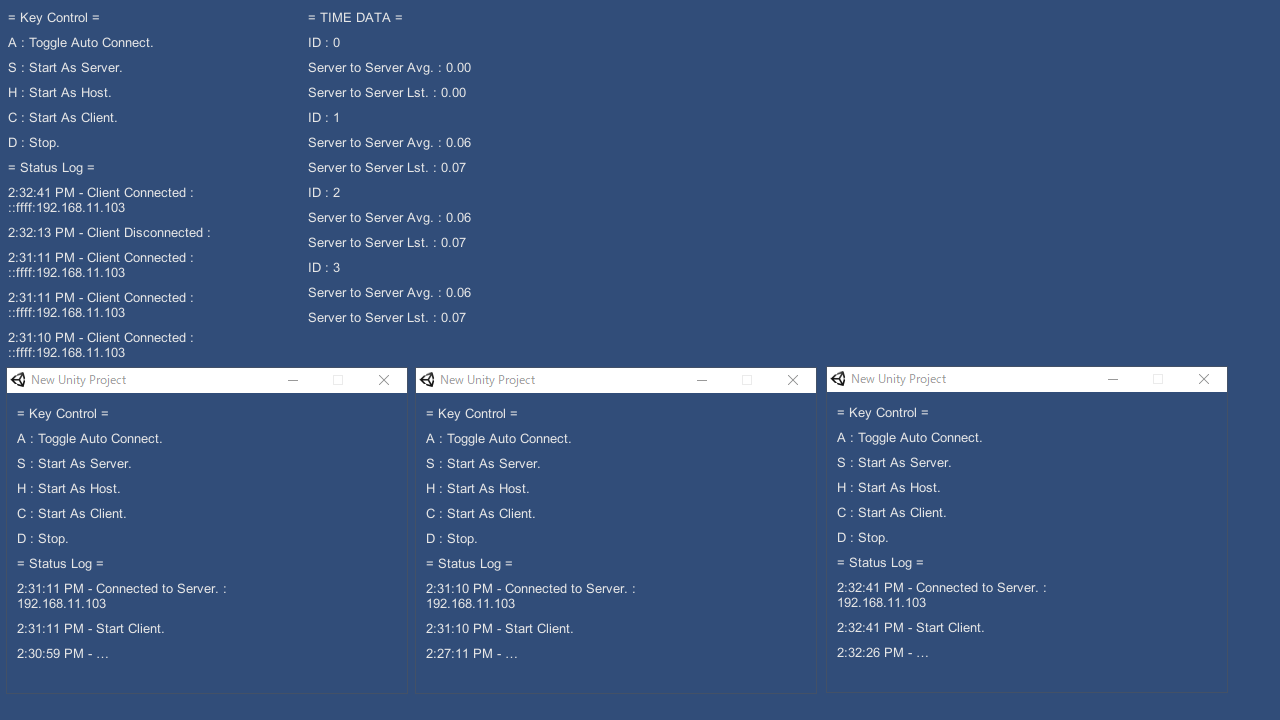 = Key Control =
A : Toggle Auto Connect.
S : Start As Server.
H : Start As Host.
C : Start As Client.
D : Stop.
= Status Log =
2:32:41 PM - Client Connected :
::ffff:192.168.11.103
2:32:13 PM - Client Disconnected :
2:31:11 PM - Client Connected :
::ffff:192.168.11.103
2:31:11 PM - Client Connected :
::ffff:192.168.11.103
2:31:10 PM - Client Connected :
::ffff:192.168.11.103
= TIME DATA =
ID : 0
Server to Server Avg. : 0.00
Server to Server Lst. : 0.00
ID : 1
Server to Server Avg. : 0.06
Server to Server Lst. : 0.07
ID : 2
Server to Server Avg. : 0.06
Server to Server Lst. : 0.07
ID : 3
Server to Server Avg. : 0.06
Server to Server Lst. : 0.07
New Unity Project
= Key Control =
A : Toggle Auto Connect.
S : Start As Server.
H : Start As Host.
C : Start As Client.
D : Stop.
= Status Log =
2:31:11 PM - Connected to Server. :
192.168.11.103
2:31:11 PM - Start Client.
2:30:59 PM - ...
New Unity Project
= Key Control =
A : Toggle Auto Connect.
S : Start As Server.
H : Start As Host.
C : Start As Client.
D : Stop.
= Status Log =
2:31:10 PM - Connected to Server. :
192.168.11.103
2:31:10 PM - Start Client.
2:27:11 PM - ...
New Unity Project
= Key Control =
A : Toggle Auto Connect.
S : Start As Server.
H : Start As Host.
C : Start As Client.
D : Stop.
= Status Log =
2:32:41 PM - Connected to Server. :
192.168.11.103
2:32:41 PM - Start Client.
2:32:26 PM - ...